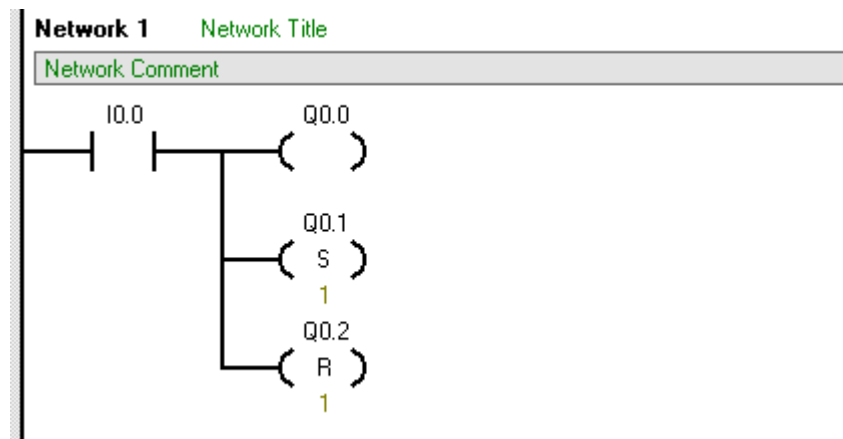 Network 1 Network Title
Network Comment
I0.0 Q0.0
Q0.1
S
1
Q0.2
R
1